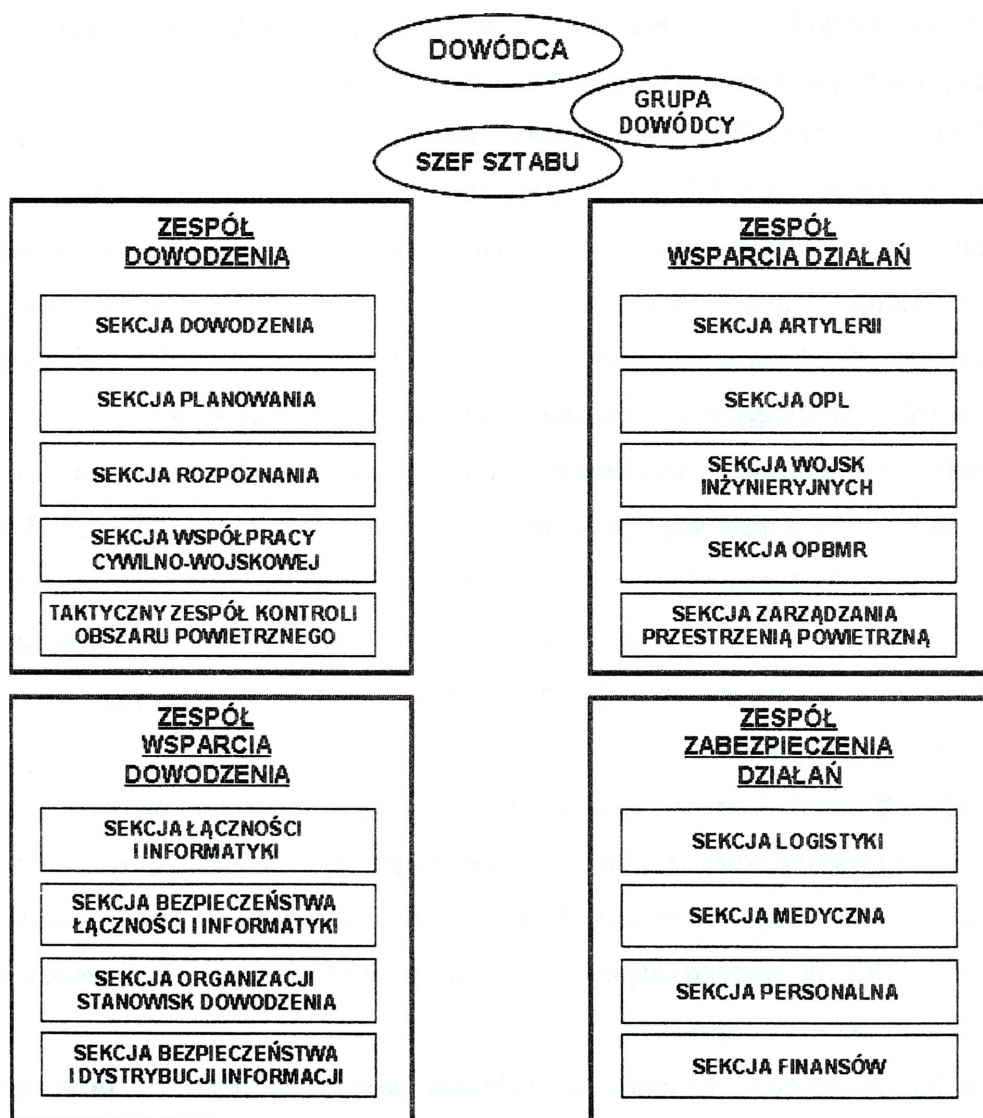 DOWÓDCA
GRUPA
DOWÓDCY
SZEF SZTABU
ZESPÓŁ
DOWODZENIA
SEKCJA DOWODZENIA
SEKCJA PLANOWANIA
SEKCJA ROZPOZNANIA
SEKCJA WSPÓŁPRACY
CYWILNO-WOJSKOWEJ
TAKTYCZNY ZESPÓŁ KONTROLI
OBSZARU POWIETRZNEGO
ZESPÓŁ
WSPARCIA DZIAŁAŃ
SEKCJA ARTYLERII
SEKCJA OPL
SEKCJA WOJSK
INŻYNIERYJNYCH
SEKCJA OPBMR
SEKCJA ZARZĄDZANIA
PRZESTRZENIĄ POWIETRZNĄ
ZESPÓŁ
WSPARCIA
DOWODZENIA
SEKCJA ŁĄCZNOŚCI
I INFORMATYKI
SEKCJA BEZPIECZEŃSTWA
ŁĄCZNOŚCI I INFORMATYKI
SEKCJA ORGANIZACJI
STANOWISK DOWODZENIA
SEKCJA BEZPIECZEŃSTWA
I DYSTRYBUCJI INFORMACJI
ZESPÓŁ
ZABEZPIECZENIA
DZIAŁAŃ
SEKCJA LOGISTYKI
SEKCJA MEDYCZNA
SEKCJA PERSONALNA
SEKCJA FINANSÓW